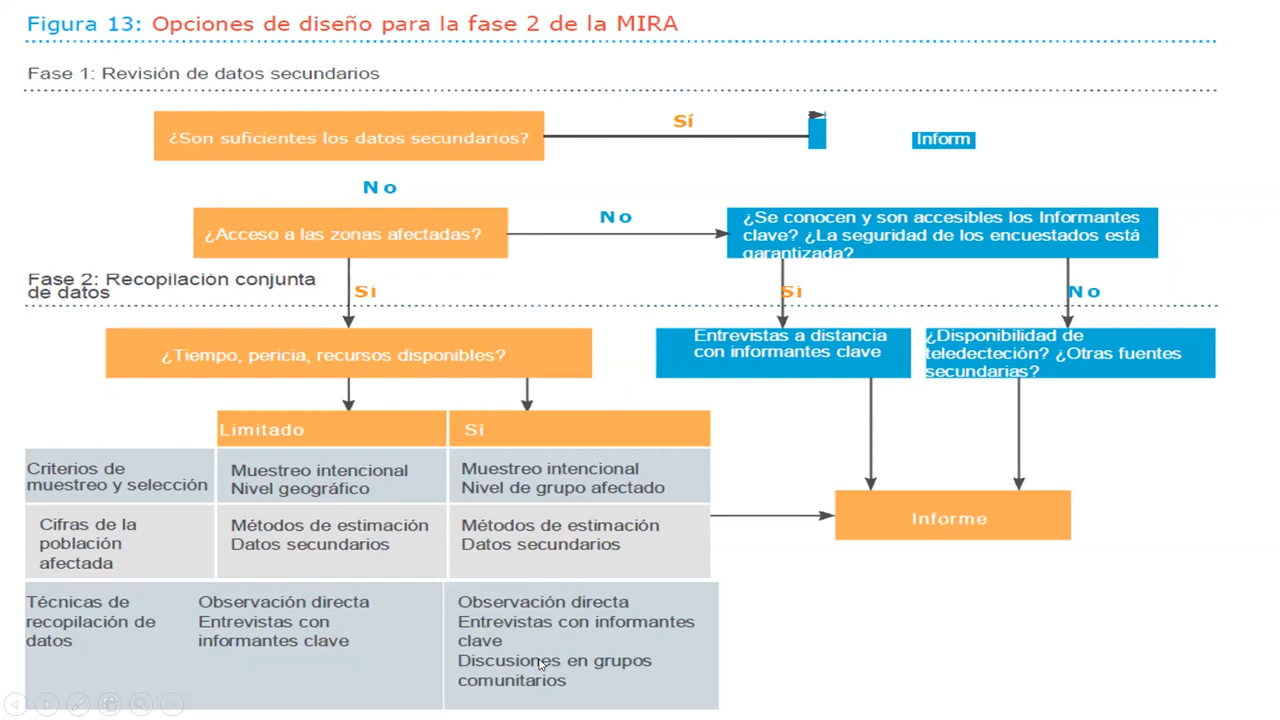 Figura 13: Opciones de diseño para la fase 2 de la MIRA
Fase 1: Revisión de datos secundarios
¿Son suficientes los datos secundarios?
Sí
Inform
No
¿Acceso a las zonas afectadas?
No
¿Se conocen y son accesibles los Informantes
clave? ¿La seguridad de los encuestados está
garantizada?
Fase 2: Recopilación conjunta
de datos
Sí
Sí
No
¿Tiempo, pericia, recursos disponibles?
Entrevistas a distancia
con informantes clave
¿Disponibilidad de
teledectección? ¿Otras fuentes
secundarias?
Limitado
Sí
Criterios de
muestreo y selección
Muestreo intencional
Nivel geográfico
Muestreo intencional
Nivel de grupo afectado
Cifras de la
población
afectada
Métodos de estimación
Datos secundarios
Métodos de estimación
Datos secundarios
Informe
Técnicas de
recopilación de
datos
Observación directa
Entrevistas con
informantes clave
Observación directa
Entrevistas con informantes
clave
Discusiones en grupos
comunitarios